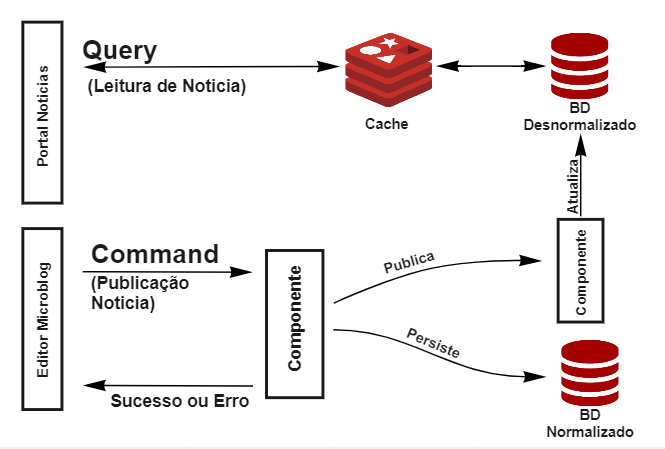 Portal Noticias
Query
(Leitura de Noticia)
Cache
BD
Desnormalizado
Atualiza
Editor Microblog
Command
(Publicação
Noticia)
Componente
Publica
Componente
Persiste
Sucesso ou Erro
BD
Normalizado